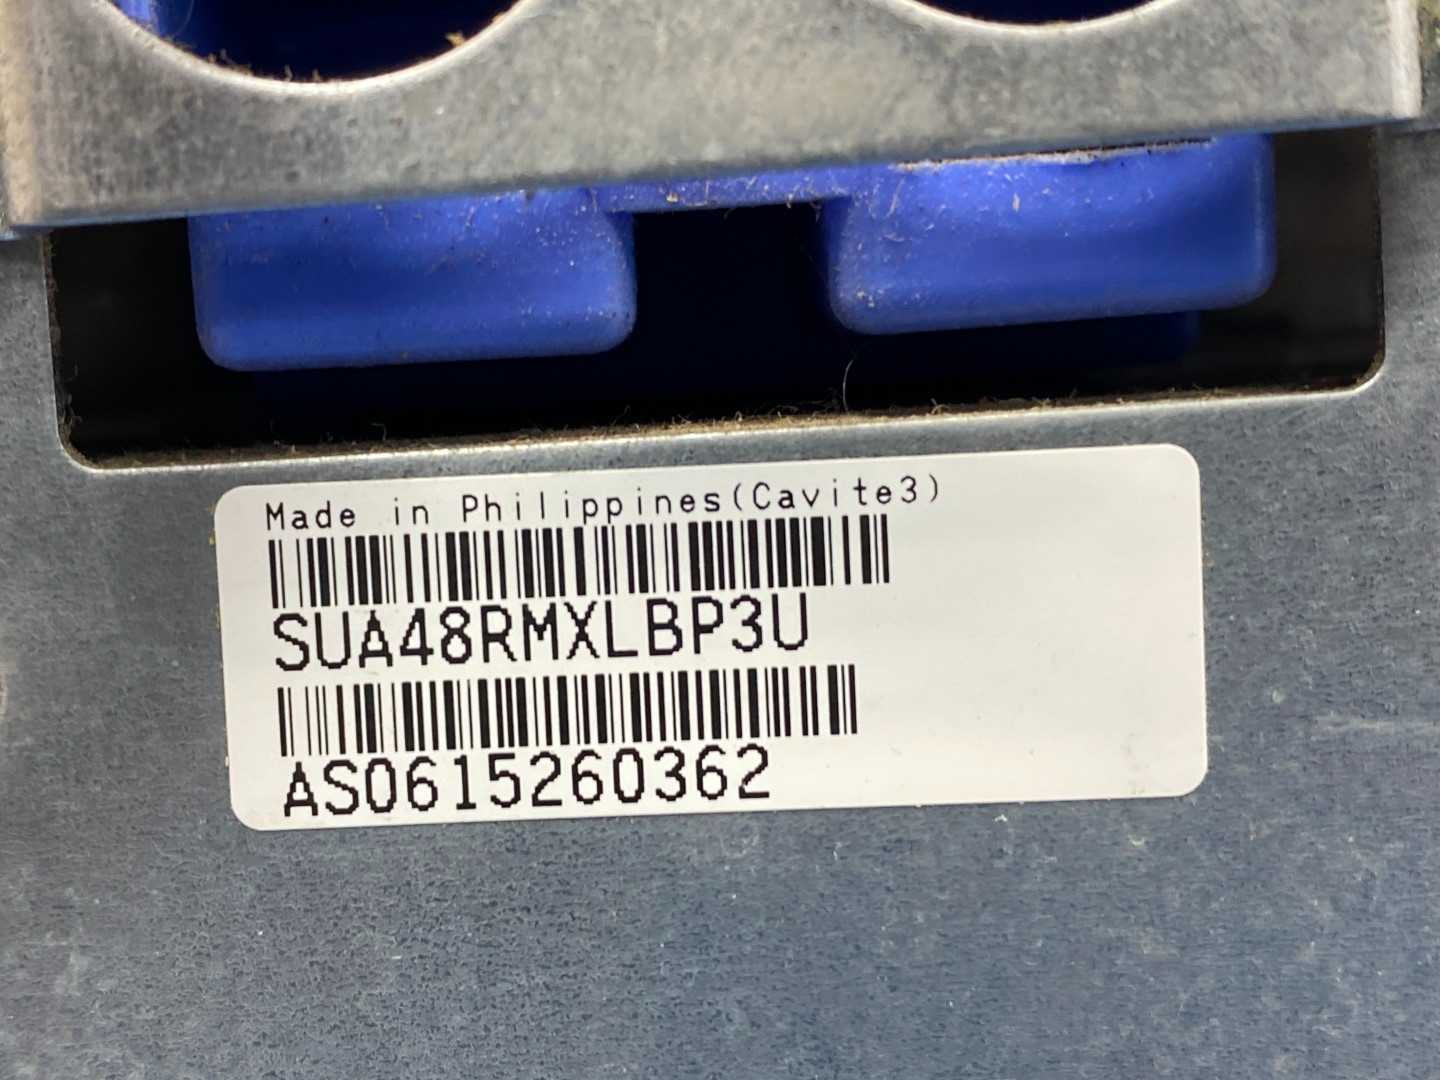 Made in Philippines(Cavite3)
SUA48RMXLBP3U
AS0615260362